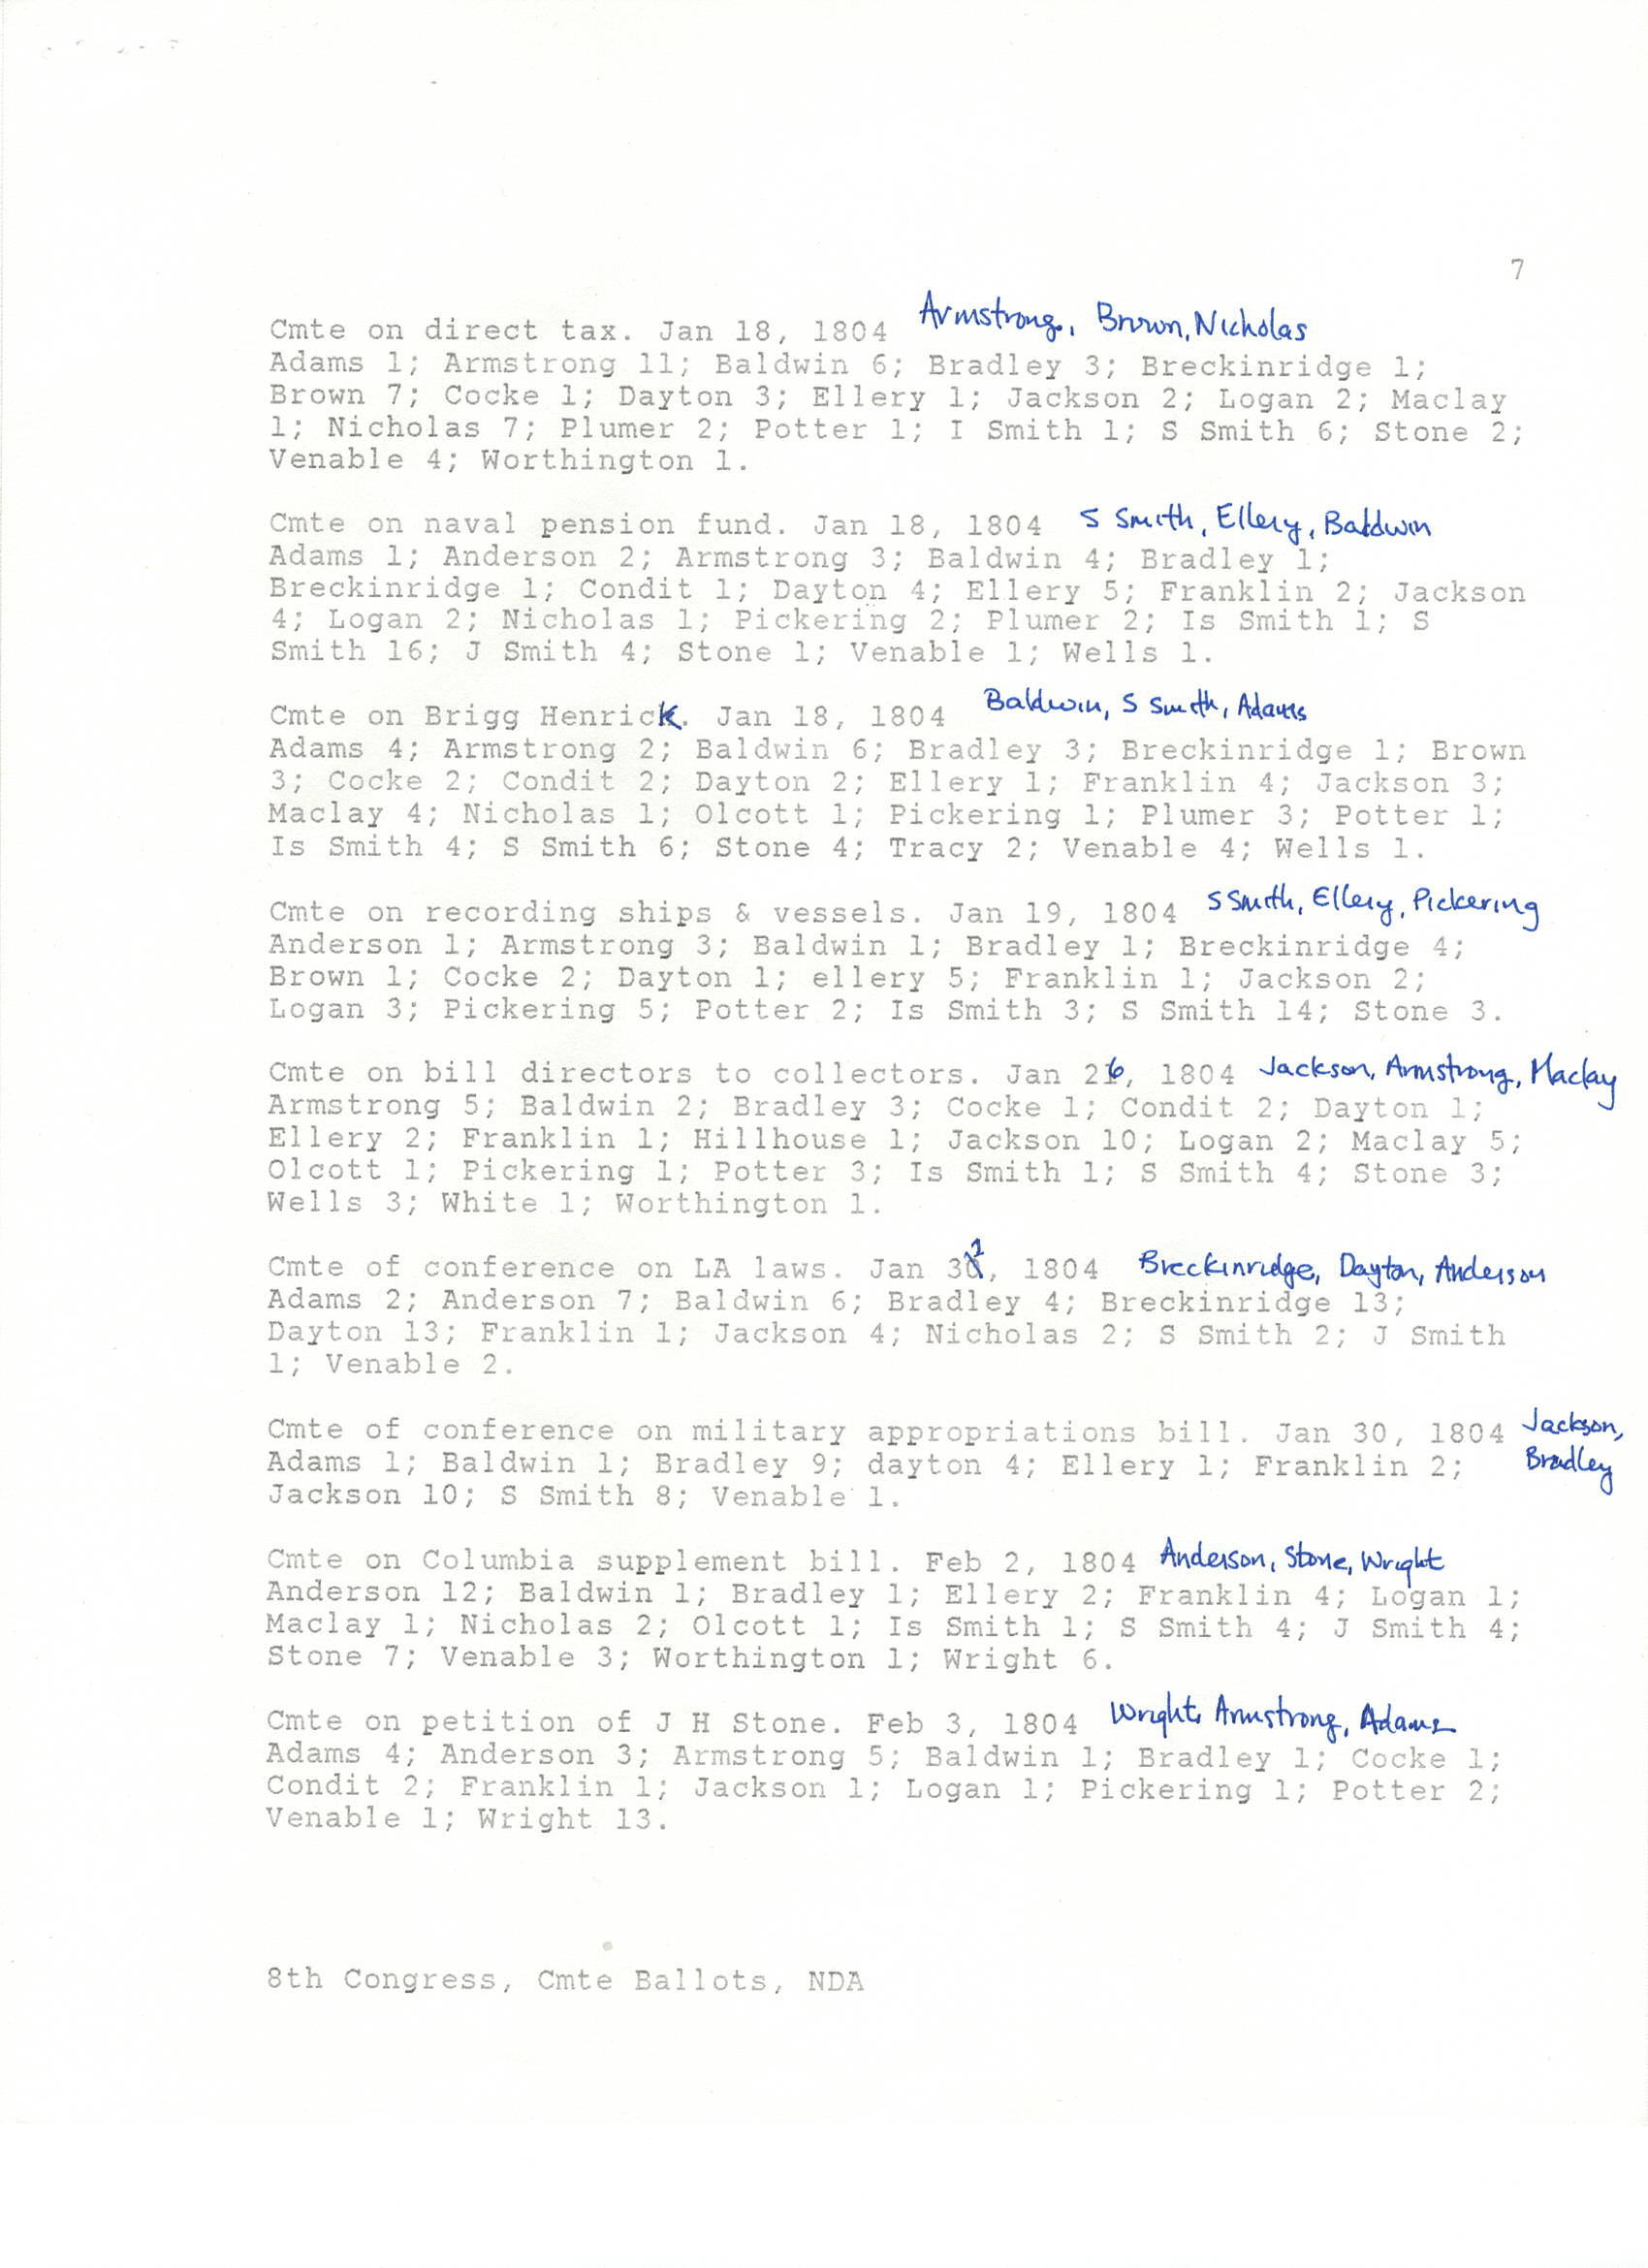 7
Cmte on direct tax. Jan 18, 1804 Armstrong, Brown, Nicholas
Adams 1; Armstrong 11; Baldwin 6; Bradley 3; Breckinridge 1;
Brown 7; Cocke 1; Dayton 3; Ellery 1; Jackson 2; Logan 2; Maclay
1; Nicholas 7; Plumer 2; Potter 1; I Smith 1; S Smith 6; Stone 2;
Venable 4; Worthington 1.
Cmte on naval pension fund. Jan 18, 1804 S Smith, Ellery, Baldwin
Adams 1; Anderson 2; Armstrong 3; Baldwin 4; Bradley 1;
Breckinridge 1; Condit 1; Dayton 4; Ellery 5; Franklin 2; Jackson
4; Logan 2; Nicholas 1; Pickering 2; Plumer 2; Is Smith 1; S
Smith 16; J Smith 4; Stone 1; Venable 1; Wells 1.
Cmte on Brigg Henrick. Jan 18, 1804 Baldwin, S Smith, Adams
Adams 4; Armstrong 2; Baldwin 6; Bradley 3; Breckinridge 1; Brown
3; Cocke 2; Condit 2; Dayton 2; Ellery 1; Franklin 4; Jackson 3;
Maclay 4; Nicholas 1; Olcott 1; Pickering 1; Plumer 3; Potter 1;
Is Smith 4; S Smith 6; Stone 4; Tracy 2; Venable 4; Wells 1.
Cmte on recording ships & vessels. Jan 19, 1804 S Smith, Ellery, Pickering
Anderson 1; Armstrong 3; Baldwin 1; Bradley 1; Breckinridge 4;
Brown 1; Cocke 2; Dayton 1; ellery 5; Franklin 1; Jackson 2;
Logan 3; Pickering 5; Potter 2; Is Smith 3; S Smith 14; Stone 3.
Cmte on bill directors to collectors. Jan 26, 1804 Jackson, Armstrong, Maclay
Armstrong 5; Baldwin 2; Bradley 3; Cocke 1; Condit 2; Dayton 1;
Ellery 2; Franklin 1; Hillhouse 1; Jackson 10; Logan 2; Maclay 5;
Olcott 1; Pickering 1; Potter 3; Is Smith 1; S Smith 4; Stone 3;
Wells 3; White 1; Worthington 1.
Cmte of conference on LA laws. Jan 31, 1804 Breckinridge, Dayton, Anderson
Adams 2; Anderson 7; Baldwin 6; Bradley 4; Breckinridge 13;
Dayton 13; Franklin 1; Jackson 4; Nicholas 2; S Smith 2; J Smith
1; Venable 2.
Cmte of conference on military appropriations bill. Jan 30, 1804 Jackson,
Adams 1; Baldwin 1; Bradley 9; dayton 4; Ellery 1; Franklin 2; Bradley
Jackson 10; S Smith 8; Venable 1.
Cmte on Columbia supplement bill. Feb 2, 1804 Anderson, Stone, Wright
Anderson 12; Baldwin 1; Bradley 1; Ellery 2; Franklin 4; Logan 1;
Maclay 1; Nicholas 2; Olcott 1; Is Smith 1; S Smith 4; J Smith 4;
Stone 7; Venable 3; Worthington 1; Wright 6.
Cmte on petition of J H Stone. Feb 3, 1804 Wright, Armstrong, Adams
Adams 4; Anderson 3; Armstrong 5; Baldwin 1; Bradley 1; Cocke 1;
Condit 2; Franklin 1; Jackson 1; Logan 1; Pickering 1; Potter 2;
Venable 1; Wright 13.
8th Congress, Cmte Ballots, NDA